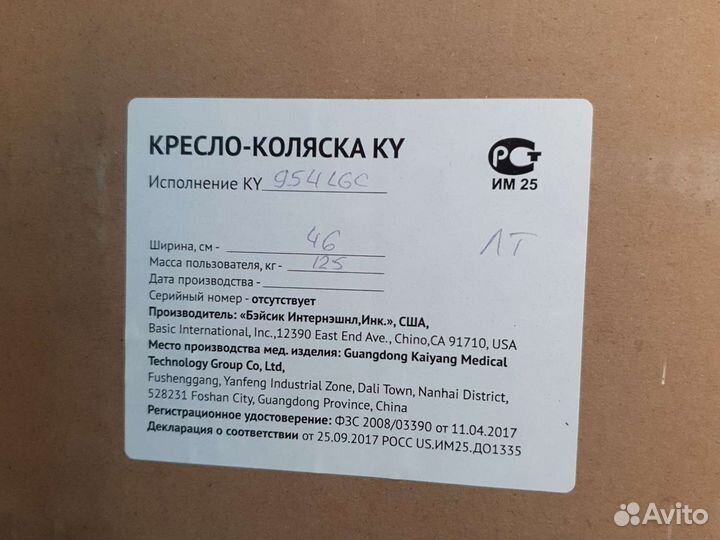 КРЕСЛО-КОЛЯСКА KY
РСТ
ИМ 25
Исполнение KY 954LGC
Ширина, см - 46
ЛТ
Масса пользователя, кг - 125
Дата производства -
Серийный номер - отсутствует
Производитель: «Бэйсик Интернэшнл,Инк.», США,
Basic International, Inc.,12390 East End Ave., Chino,CA 91710, USA
Место производства мед. изделия: Guangdong Kaiyang Medical
Technology Group Co, Ltd,
Fushenggang, Yanfeng Industrial Zone, Dali Town, Nanhai District,
528231 Foshan City, Guangdong Province, China
Регистрационное удостоверение: ФЗС 2008/03390 от 11.04.2017
Декларация о соответствии от 25.09.2017 РОСС US.ИМ25.ДО1335
Avito